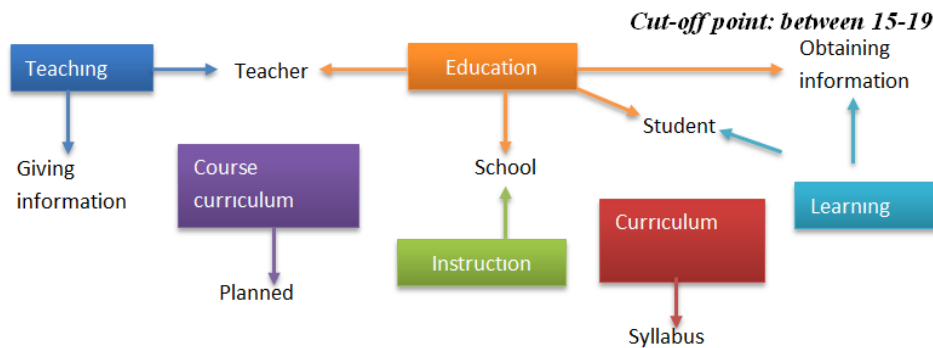 Cut-off point: between 15-19
Teaching
Teacher
Education
Obtaining
information
Student
Giving
information
Course
curriculum
School
Curriculum
Learning
Instruction
Planned
Syllabus